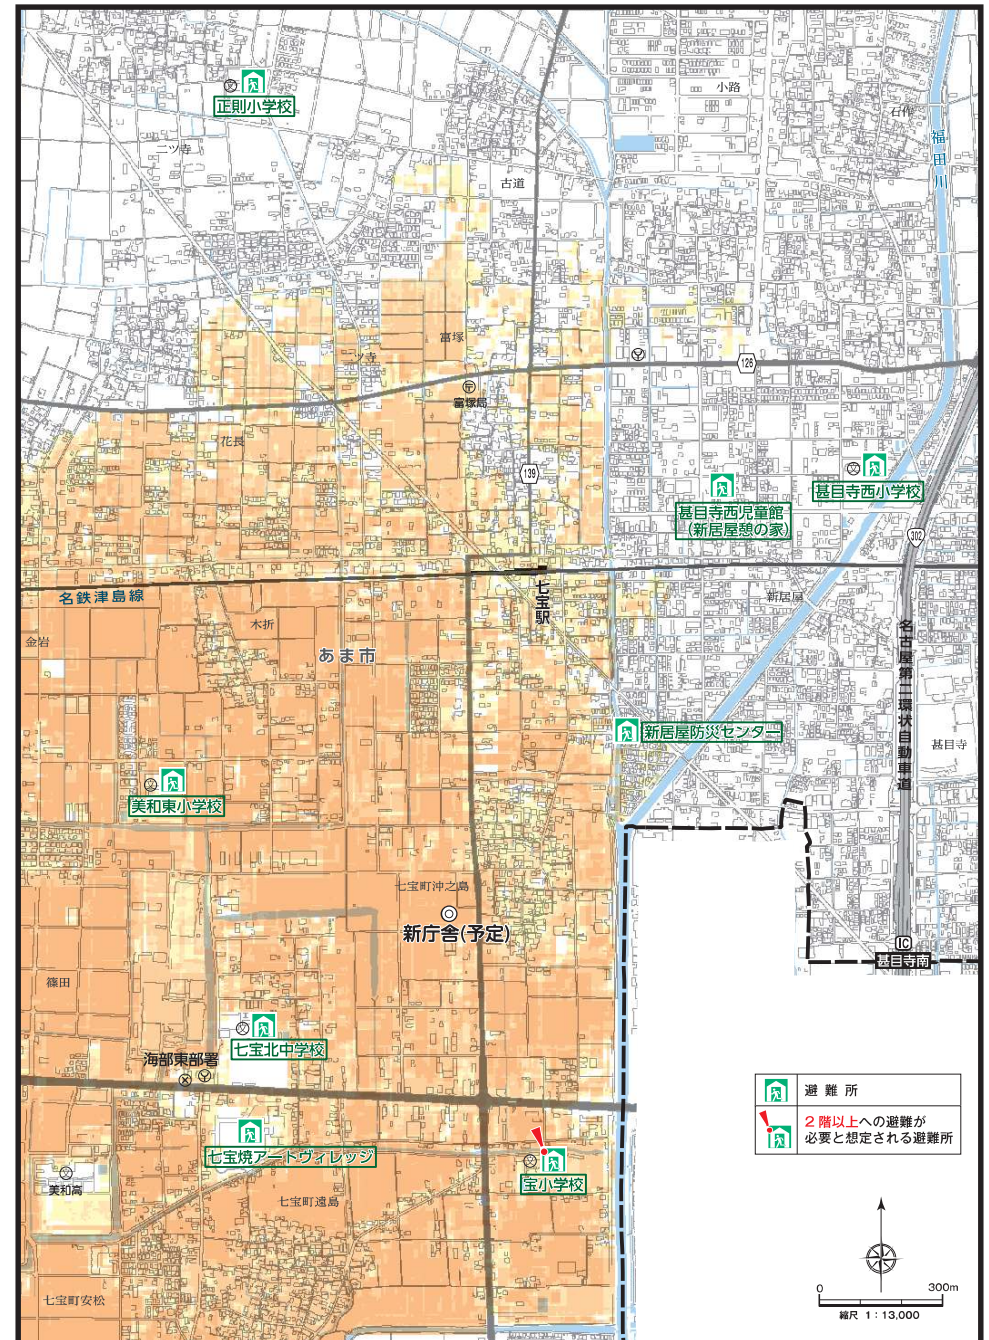 正則小学校
二ツ寺
古道
小路
石作
福田川
富塚
二ツ寺
126
富塚局
花長
139
甚目寺西児童館
(新居屋憩の家)
甚目寺西小学校
302
名鉄津島線
七宝駅
新居屋
金岩
木折
あま市
名古屋第二環状自動車道
新居屋防災センター
甚目寺
美和東小学校
七宝町沖之島
新庁舎(予定)
IC
甚目寺南
篠田
七宝北中学校
海部東部署
七宝焼アートヴィレッジ
宝小学校
美和高
七宝町遠島
七宝町安松
避難所
2階以上への避難が
必要と想定される避難所
0 300m
縮尺 1:13,000